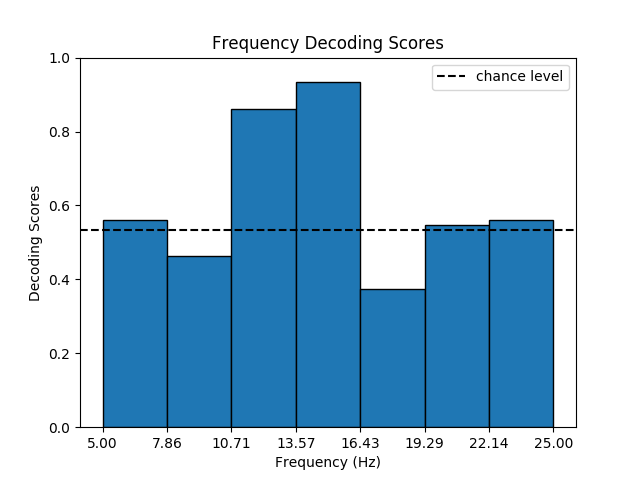 Frequency Decoding Scores
chance level
1.0
0.8
0.6
0.4
0.2
0.0
Decoding Scores
5.00 7.86 10.71 13.57 16.43 19.29 22.14 25.00
Frequency (Hz)